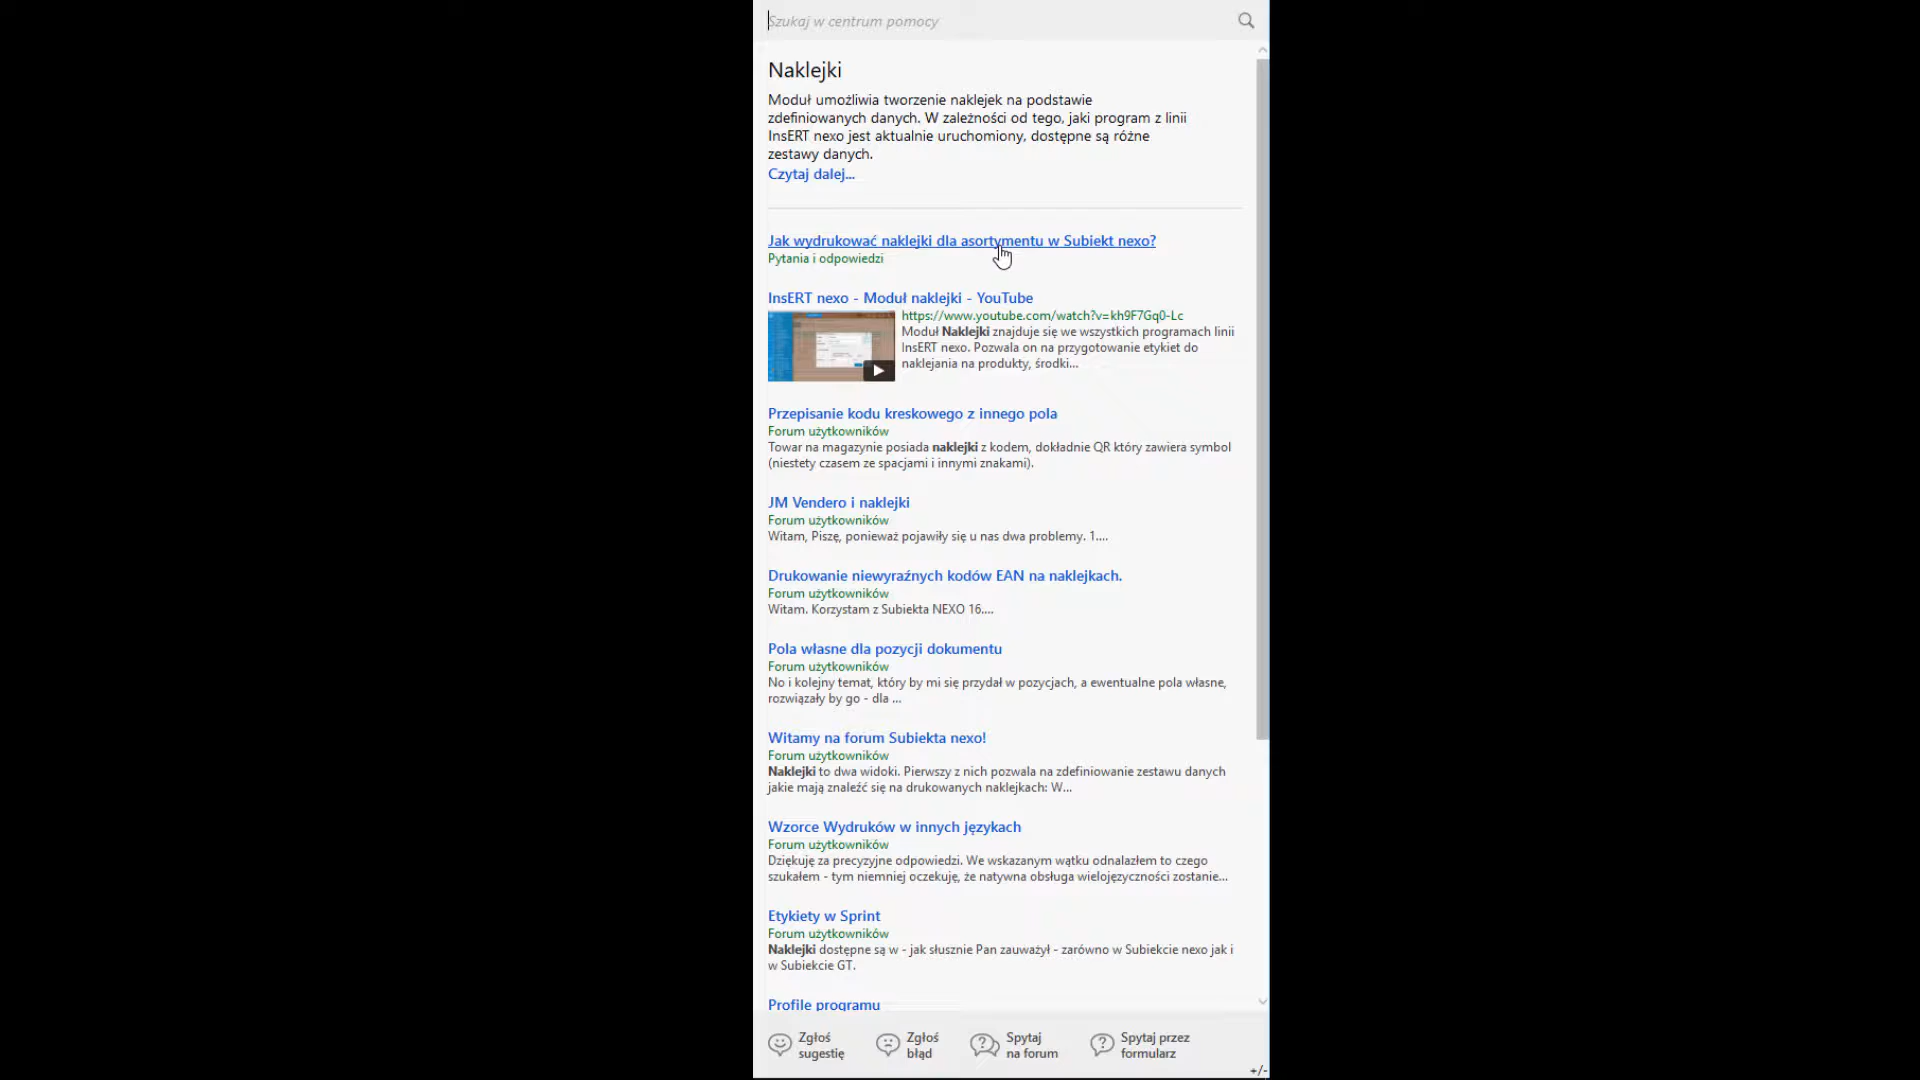 Szukaj w centrum pomocy
Naklejki
Moduł umożliwia tworzenie naklejek na podstawie
zdefiniowanych danych. W zależności od tego, jaki program z linii
InsERT nexo jest aktualnie uruchomiony, dostępne są różne
zestawy danych.
Czytaj dalej...
Jak wydrukować naklejki dla asortymentu w Subiekt nexo?
Pytania i odpowiedzi
InsERT nexo - Moduł naklejki - YouTube
https://www.youtube.com/watch?v=kh9F7Gq0-Lc
Moduł Naklejki znajduje się we wszystkich programach linii
InsERT nexo. Pozwala on na przygotowanie etykiet do
naklejania na produkty, środki...
Przepisanie kodu kreskowego z innego pola
Forum użytkowników
Towar na magazynie posiada naklejki z kodem, dokładnie QR który zawiera symbol
(niestety czasem ze spacjami i innymi znakami).
JM Vendero i naklejki
Forum użytkowników
Witam, Piszę, ponieważ pojawiły się u nas dwa problemy. 1....
Drukowanie niewyraźnych kodów EAN na naklejkach.
Forum użytkowników
Witam. Korzystam z Subiekta NEXO 16....
Pola własne dla pozycji dokumentu
Forum użytkowników
No i kolejny temat, który by mi się przydał w pozycjach, a ewentualne pola własne,
rozwiązały by go - dla ...
Witamy na forum Subiekta nexo!
Forum użytkowników
Naklejki to dwa widoki. Pierwszy z nich pozwala na zdefiniowanie zestawu danych
jakie mają znaleźć się na drukowanych naklejkach: W...
Wzorce Wydruków w innych językach
Forum użytkowników
Dziękuję za precyzyjne odpowiedzi. We wskazanym wątku odnalazłem to czego
szukałem - tym niemniej oczekuję, że natywna obsługa wielojęzyczności zostanie...
Etykiety w Sprint
Forum użytkowników
Naklejki dostępne są w - jak słusznie Pan zauważył - zarówno w Subiekcie nexo jak i
w Subiekcie GT.
Profile programu
Zgłoś sugestię
Zgłoś błąd
Spytaj na forum
Spytaj przez formularz
+/-